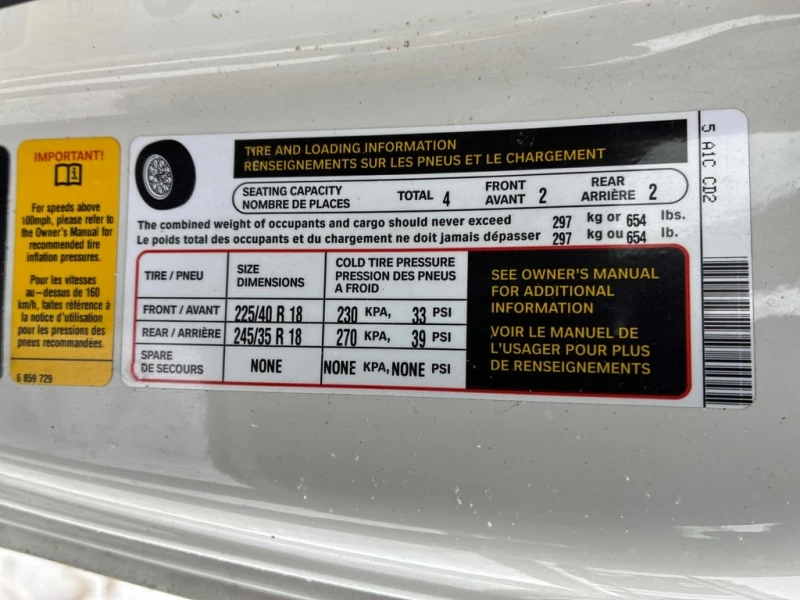 IMPORTANT!
For speeds above
100mph, please refer to
the Owner's Manual for
recommended tire
inflation pressures.
Pour les vitesses
au-dessus de 160
km/h, faites référence à
la notice d'utilisation
pour les pressions des
pneus recommandées.
6 859 729
TIRE AND LOADING INFORMATION
RENSEIGNEMENTS SUR LES PNEUS ET LE CHARGEMENT
SEATING CAPACITY
NOMBRE DE PLACES
TOTAL 4
FRONT
AVANT 2
REAR
ARRIÈRE 2
The combined weight of occupants and cargo should never exceed 297 kg or 654 lbs.
Le poids total des occupants et du chargement ne doit jamais dépasser 297 kg ou 654 lb.
TIRE / PNEU
SIZE
DIMENSIONS
COLD TIRE PRESSURE
PRESSION DES PNEUS
A FROID
FRONT / AVANT 225/40 R 18 230 KPA, 33 PSI
REAR / ARRIÈRE 245/35 R 18 270 KPA, 39 PSI
SPARE
DE SECOURS
NONE NONE KPA, NONE PSI
SEE OWNER'S MANUAL
FOR ADDITIONAL
INFORMATION
VOIR LE MANUEL DE
L'USAGER POUR PLUS
DE RENSEIGNEMENTS
5 A1C CD2